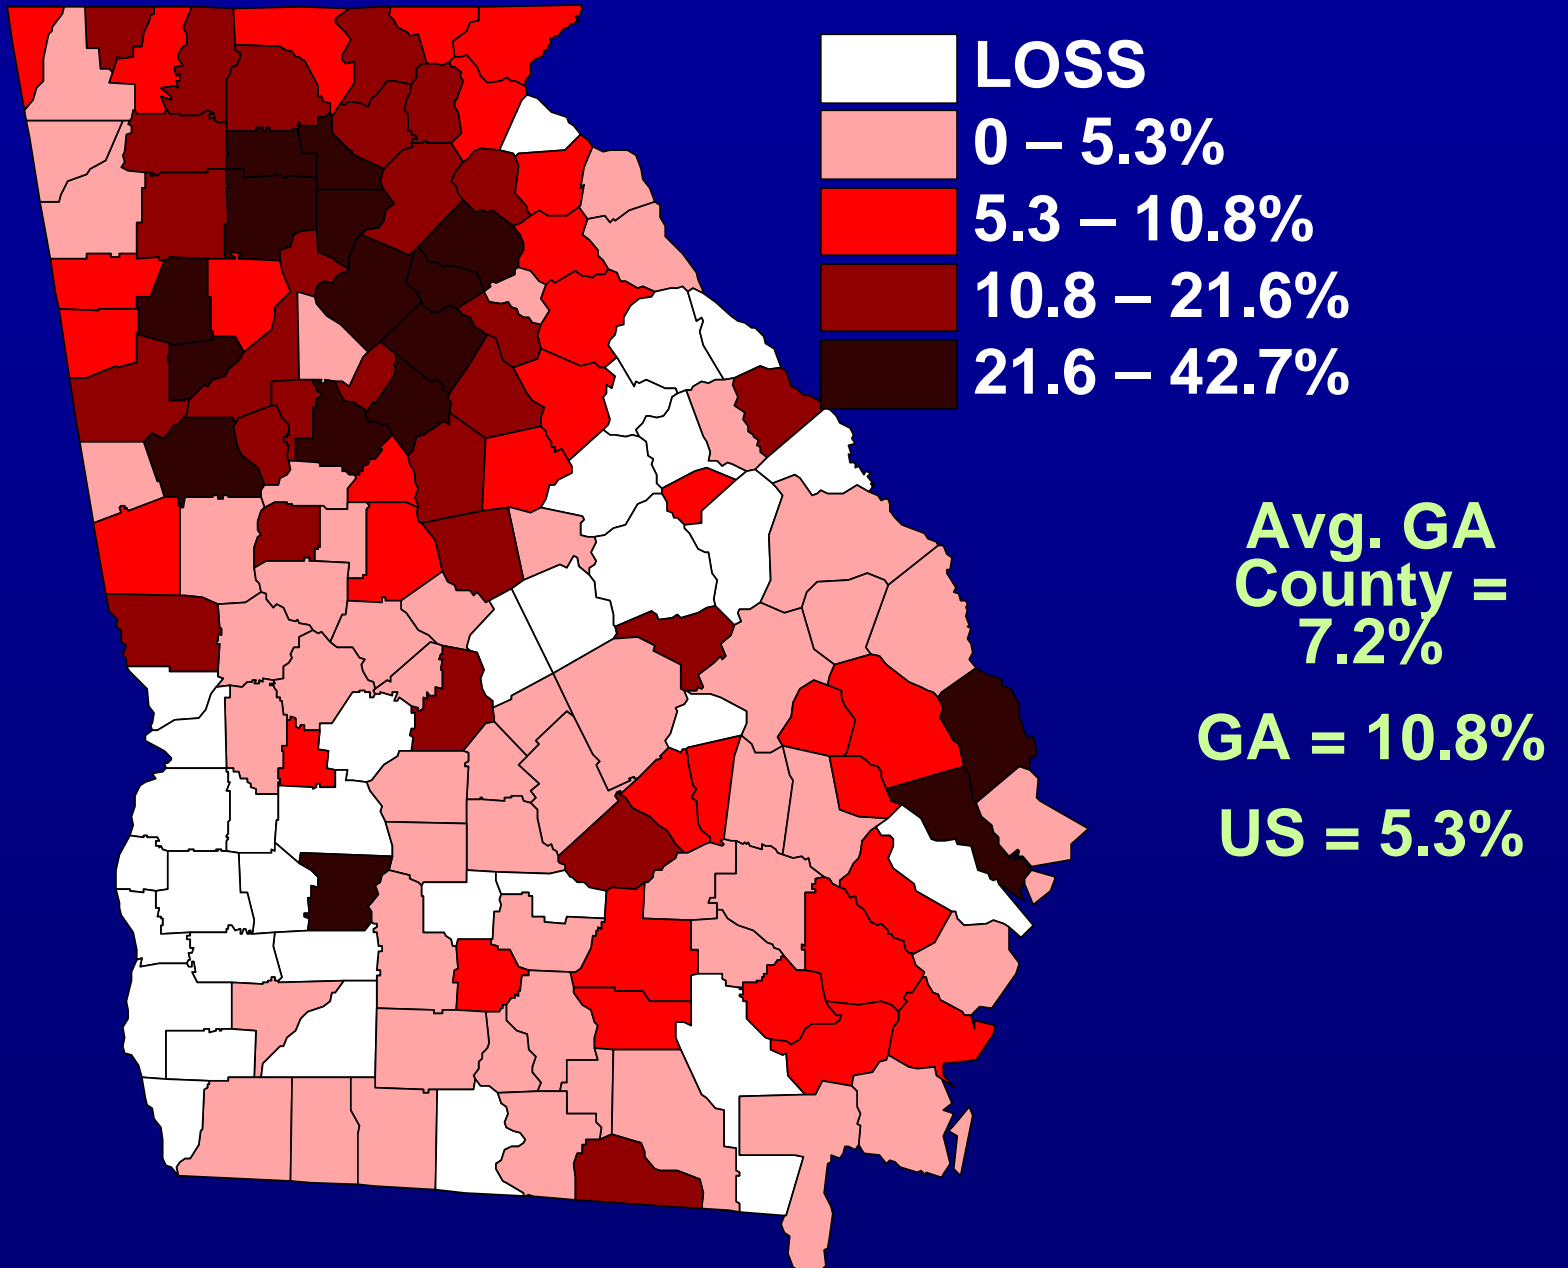 LOSS
0 – 5.3%
5.3 – 10.8%
10.8 – 21.6%
21.6 – 42.7%
Avg. GA
County =
7.2%
GA = 10.8%
US = 5.3%